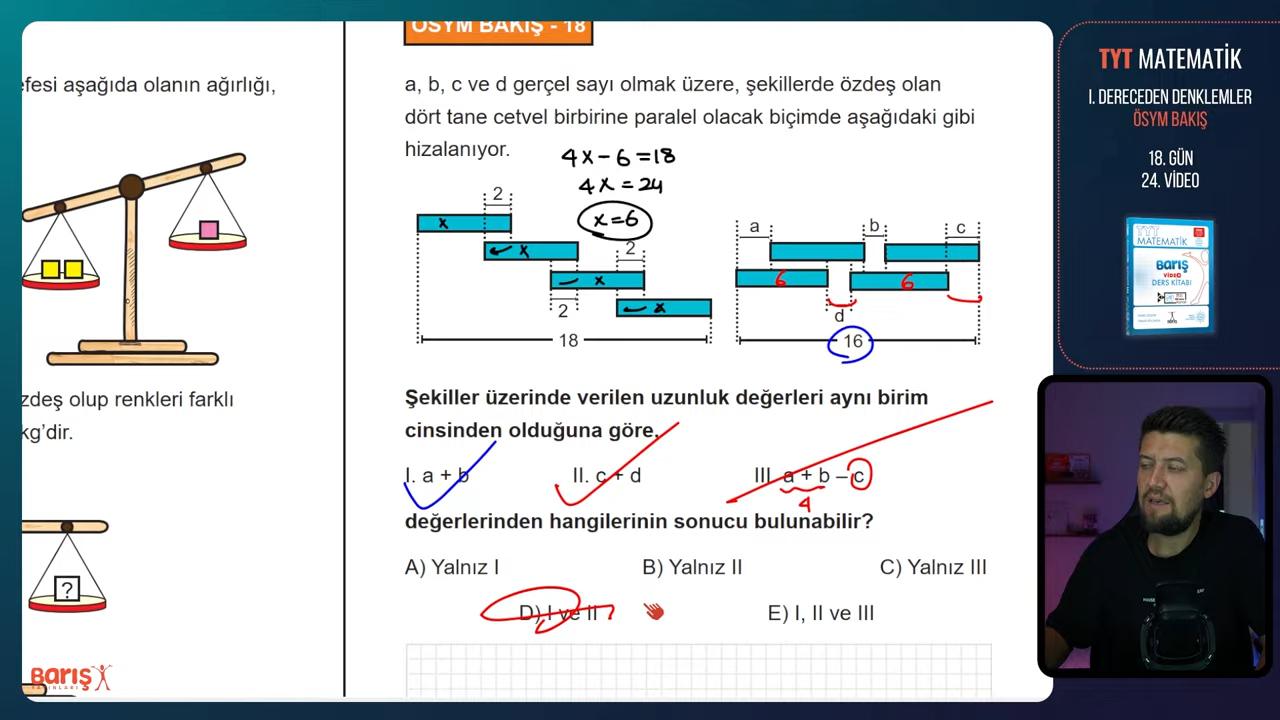 ÖSYM BAKIŞ - 18
efesi aşağıda olanın ağırlığı,
zdeş olup renkleri farklı
kg'dir.
?
a, b, c ve d gerçel sayı olmak üzere, şekillerde özdeş olan
dört tane cetvel birbirine paralel olacak biçimde aşağıdaki gibi
hizalanıyor.
4x - 6 = 18
4x = 24
x = 6
2
x
x
2
x
2
x
18
a
b
c
6
6
d
16
Şekiller üzerinde verilen uzunluk değerleri aynı birim
cinsinden olduğuna göre,
I. a + b
II. c + d
III. a + b – c
4
değerlerinden hangilerinin sonucu bulunabilir?
A) Yalnız I
B) Yalnız II
C) Yalnız III
D) I ve II
E) I, II ve III
BARIŞ
YAYINLARI
TYT MATEMATİK
I. DERECEDEN DENKLEMLER
ÖSYM BAKIŞ
18. GÜN
24. VİDEO
TYT
MATEMATİK
BARIŞ
VİDEO
DERS KİTABI